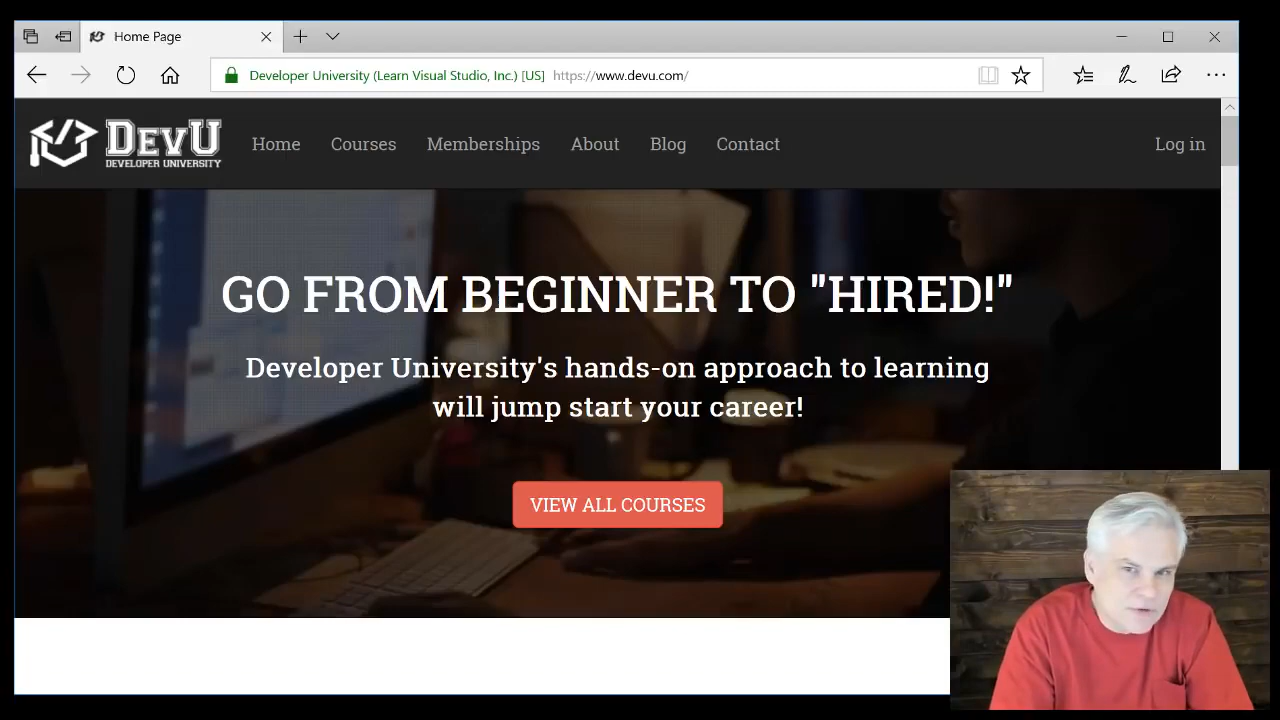 Home Page
Developer University (Learn Visual Studio, Inc.) [US] https://www.devu.com/
DEVU
DEVELOPER UNIVERSITY
Home Courses Memberships About Blog Contact Log in
GO FROM BEGINNER TO "HIRED!"
Developer University's hands-on approach to learning
will jump start your career!
VIEW ALL COURSES